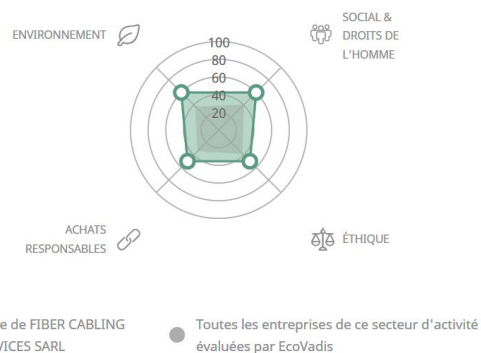 ENVIRONNEMENT
SOCIAL &
DROITS DE
L'HOMME
100
80
60
40
20
ACHATS
RESPONSABLES
ÉTHIQUE
de FIBER CABLING
SARL
Toutes les entreprises de ce secteur d'activité
évaluées par EcoVadis